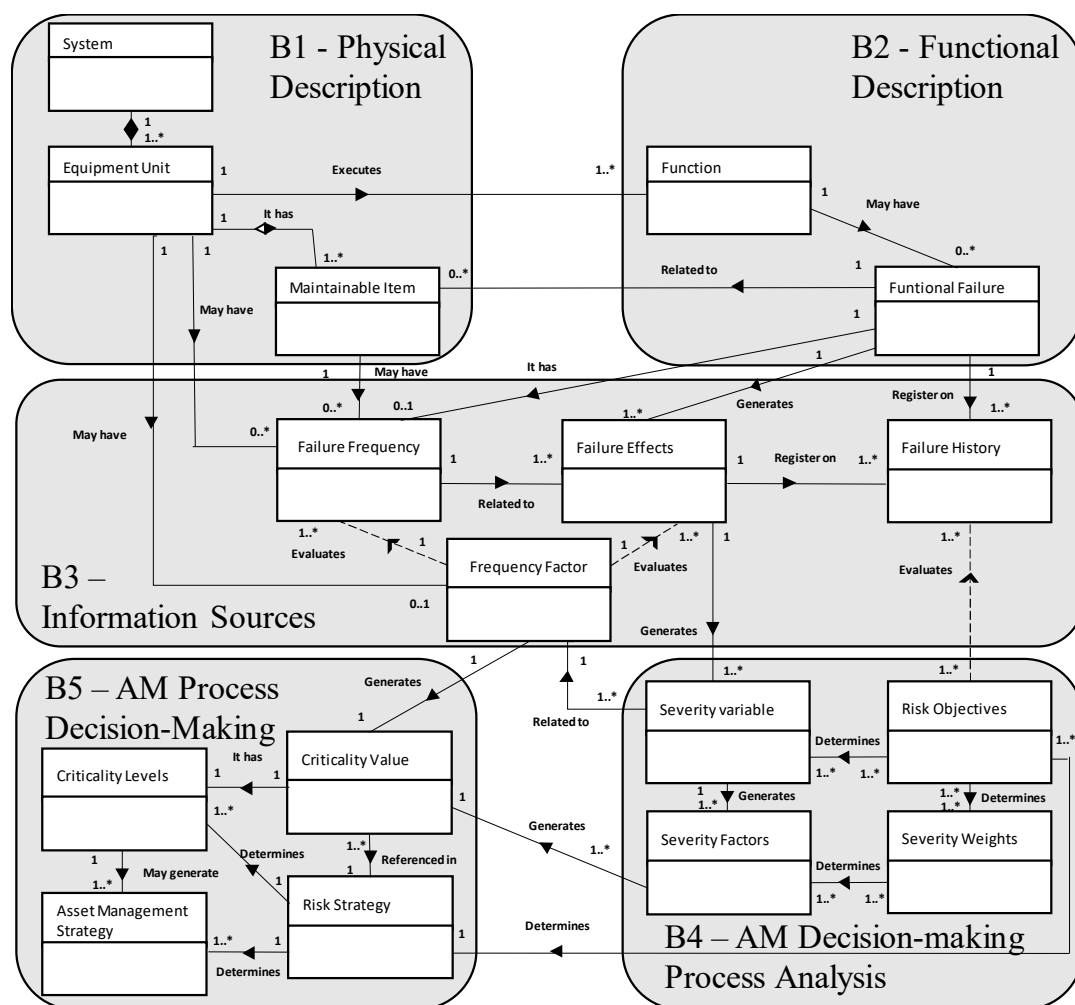 System
B1 - Physical
Description
B2 - Functional
Description
1
1..*
Equipment Unit
1
Executes
1..*
Function
1
It has
1
May have
1
1
1..*
0..*
Maintainable Item
0..*
Related to
1
Funtional Failure
May have
1
1
1
May have
It has
1
Register on
0..*
0..1
1..*
Generates
1..*
May have
0..*
Failure Frequency
Failure Effects
Failure History
1
1..*
1
Register on
1..*
Related to
1..*
1
1
1..*
1
1..*
Evaluates
Frequency Factor
Evaluates
Evaluates
B3 –
Information Sources
0..1
Generates
1
1
1..*
B5 – AM Process
Decision-Making
Generates
1..*
Related to
1
Severity variable
Risk Objectives
1..*
It has
Criticality Value
Determines
Criticality Levels
1
1
1..*
1..*
1..*
1
1
Generates
1..*
Determines
1..*
1..*
Generates
Severity Factors
Severity Weights
1..*
Determines
Referenced in
1..*
Determines
1
May generate
1
1
1..*
1..*
1..*
Risk Strategy
Asset Management
Strategy
1..*
1
1
Determines
Determines
B4 – AM Decision-making
Process Analysis